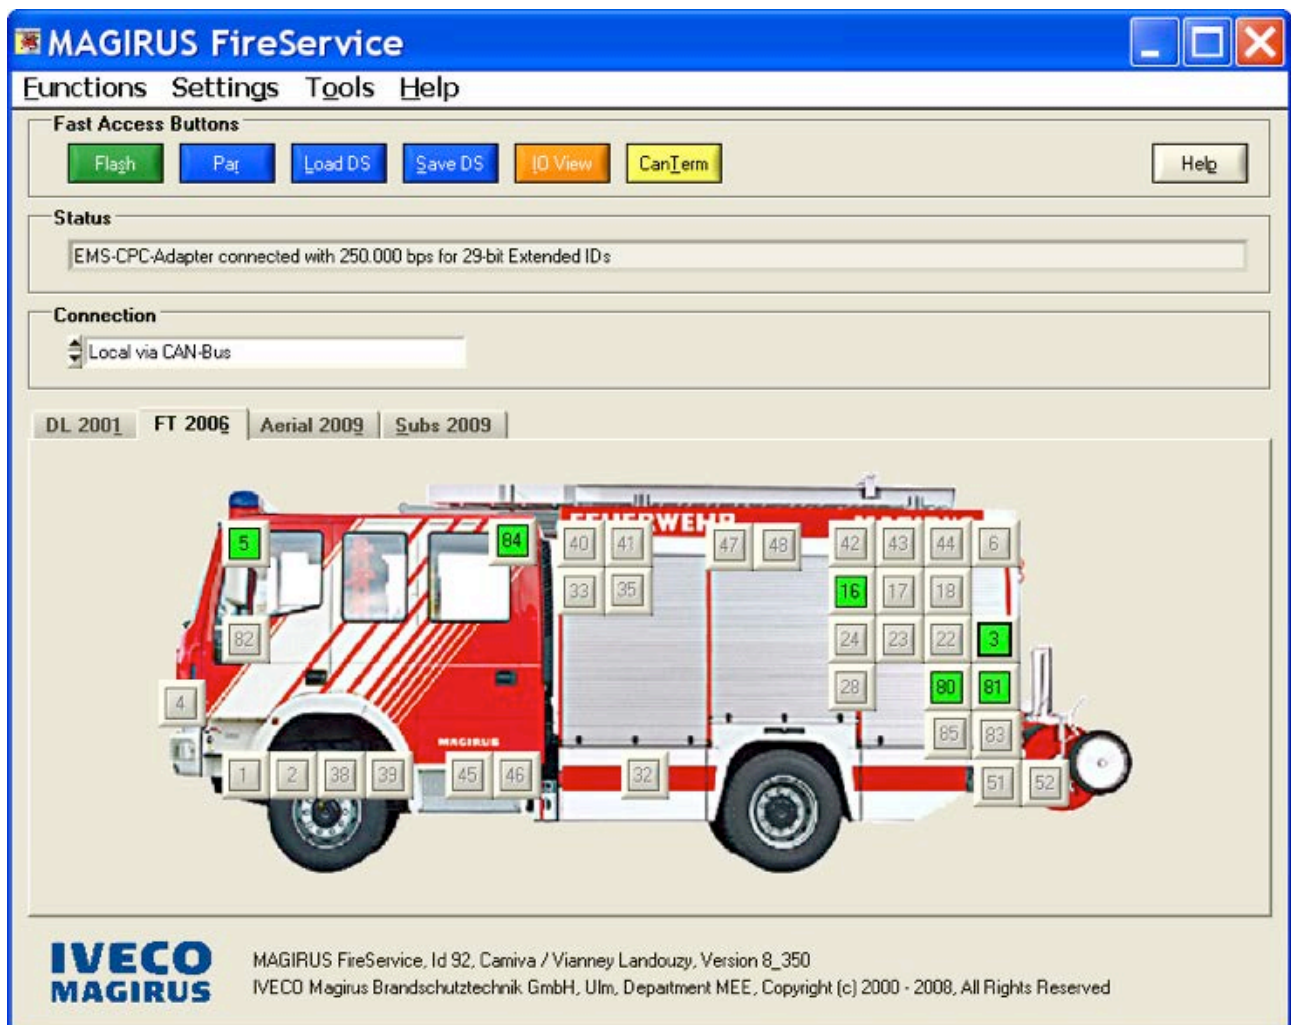 MAGIRUS FireService
Functions Settings Tools Help
Fast Access Buttons
Flash Par Load DS Save DS IO View CanTerm Help
Status
EMS-CPC-Adapter connected with 250.000 bps for 29-bit Extended IDs
Connection
Local via CAN-Bus
DL 2001 FT 2006 Aerial 2009 Subs 2009
FEUERWEHR MAGIRUS
5 84 40 41 47 48 42 43 44 6
33 35 16 17 18
82 24 23 22 3
4 28 80 81
MAGIRUS 85 83
1 2 38 39 45 46 32 51 52
IVECO
MAGIRUS
MAGIRUS FireService, Id 92, Camiva / Vianney Landouzy, Version 8_350
IVECO Magirus Brandschutztechnik GmbH, Ulm, Department MEE, Copyright (c) 2000 - 2008, All Rights Reserved